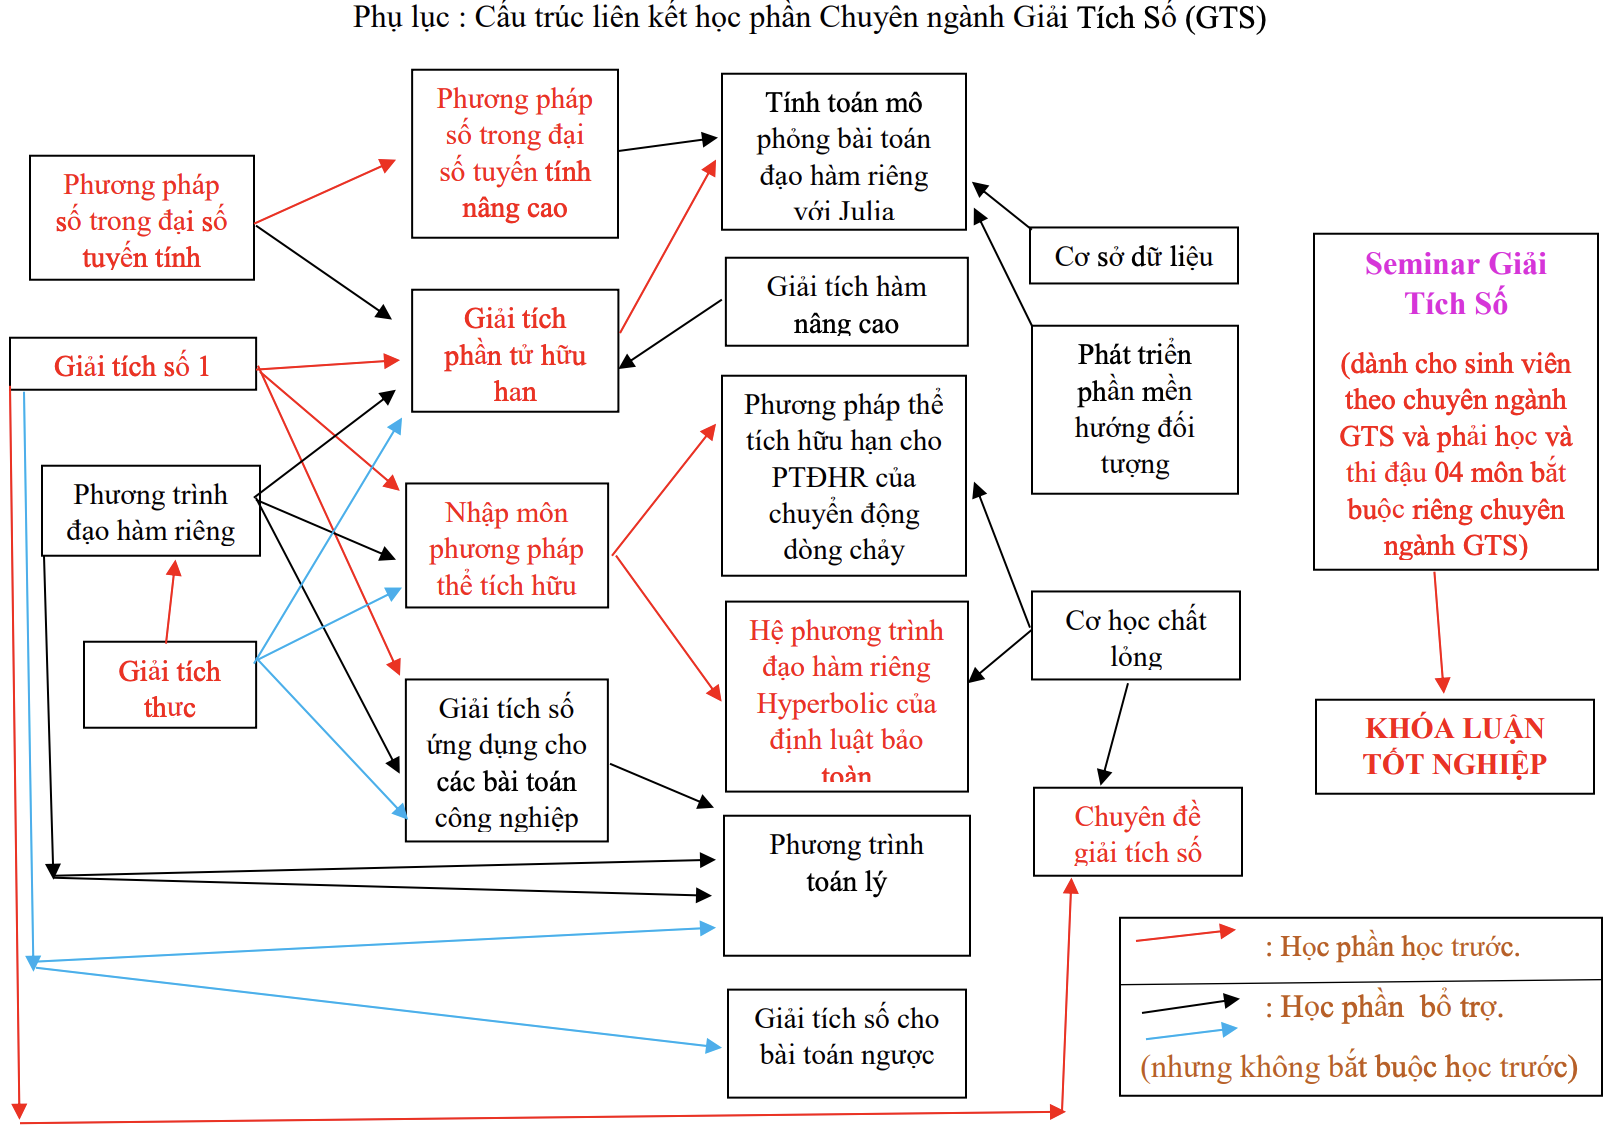 Phụ lục : Cấu trúc liên kết học phần Chuyên ngành Giải Tích Số (GTS)
Phương pháp
số trong đại số
tuyến tính
Giải tích số 1
Phương trình
đạo hàm riêng
Giải tích
thực
Phương pháp
số trong đại
số tuyến tính
nâng cao
Giải tích
phần tử hữu
hạn
Nhập môn
phương pháp
thể tích hữu
Giải tích số
ứng dụng cho
các bài toán
công nghiệp
Tính toán mô
phỏng bài toán
đạo hàm riêng
với Julia
Giải tích hàm
nâng cao
Phương pháp thể
tích hữu hạn cho
PTĐHR của
chuyển động
dòng chảy
Hệ phương trình
đạo hàm riêng
Hyperbolic của
định luật bảo
toàn
Phương trình
toán lý
Giải tích số cho
bài toán ngược
Cơ sở dữ liệu
Phát triển
phần mền
hướng đối
tượng
Cơ học chất
lỏng
Chuyên đề
giải tích số
Seminar Giải
Tích Số
(dành cho sinh viên
theo chuyên ngành
GTS và phải học và
thi đậu 04 môn bắt
buộc riêng chuyên
ngành GTS)
KHÓA LUẬN
TỐT NGHIỆP
: Học phần học trước.
: Học phần bổ trợ.
(nhưng không bắt buộc học trước)